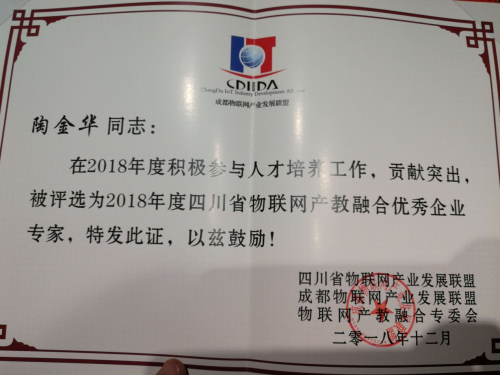 CDIIDA
ChengDu IoT Industry Development
成都物联网产业发展联盟
陶金华 同志：
在2018年度积极参与人才培养工作，贡献突出，
被评选为2018年度四川省物联网产教融合优秀企业
专家，特发此证，以兹鼓励！
四川省物联网产业发展联盟
成都物联网产业发展联盟
物联网产教融合专委会
二零一八年十二月